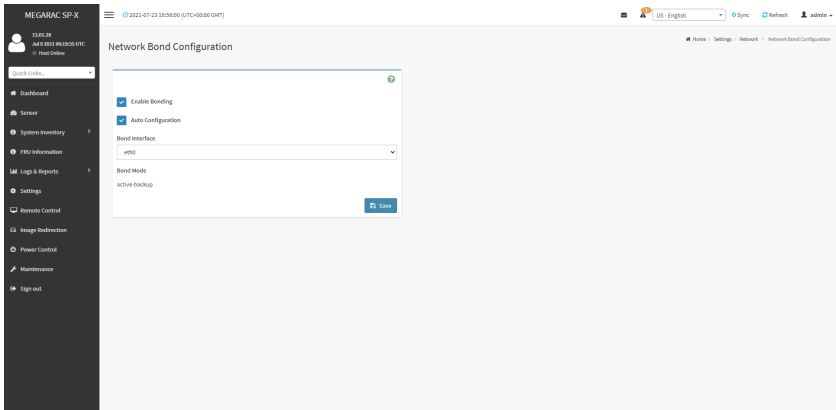 MEGARAC SP-X
2021-07-23 16:59:00 (UTC+00:00 GMT)
US - English
Sync
Refresh
admin
13.01.28
Jul 9 2021 06:19:35 UTC
Host Online
Quick Links...
Dashboard
Sensor
System Inventory
FRU Information
Logs & Reports
Settings
Remote Control
Image Redirection
Power Control
Maintenance
Sign out
Home > Settings > Network > Network Bond Configuration
Network Bond Configuration
Enable Bonding
Auto Configuration
Bond Interface
eth0
Bond Mode
active-backup
Save